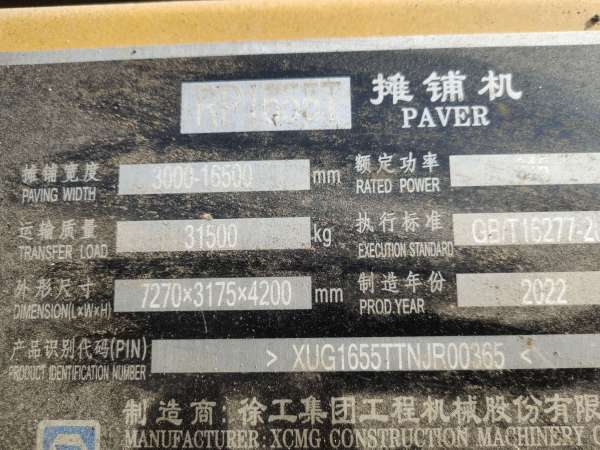 摊铺机
PAVER
摊铺宽度 3000-16500 mm 额定功率
PAVING WIDTH RATED POWER
运输质量 31500 kg 执行标准 GB/T16277-20
TRANSFER LOAD EXECUTION STANDARD
外形尺寸 7270×3175×4200 mm 制造年份 2022
DIMENSION(L×W×H) PROD.YEAR
产品识别代码(PIN) > XUG1655TTNJR00365 <
PRODUCT IDENTIFICATION NUMBER
制造商:徐工集团工程机械股份有限
MANUFACTURER: XCMG CONSTRUCTION MACHINERY C